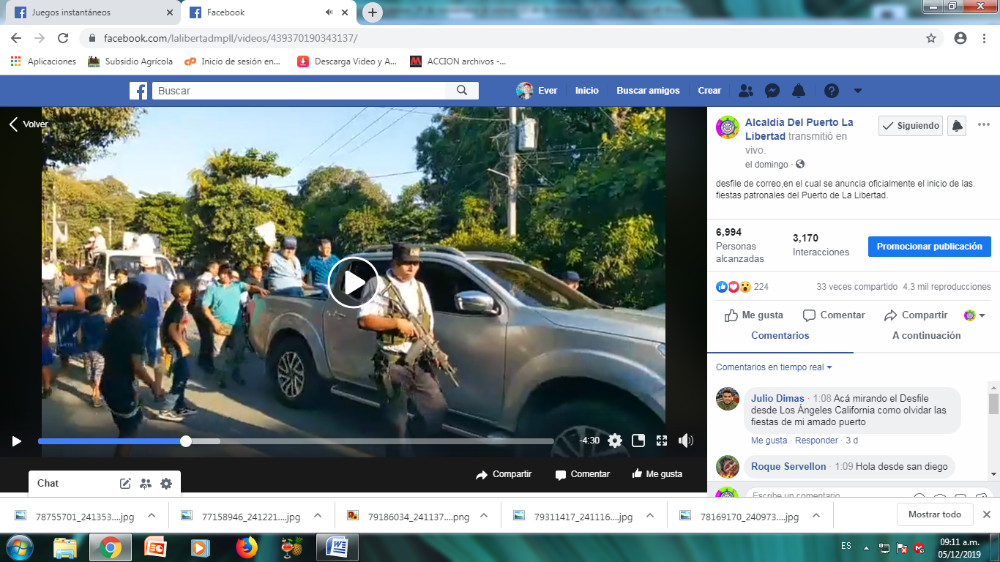 Juegos instantáneos
Facebook
facebook.com/lalibertadmpll/videos/439370190343137/
Aplicaciones Subsidio Agrícola Inicio de sesión en... Descarga Video y A... ACCION archivos -...
Buscar
Ever Inicio Buscar amigos Crear
Volver
Alcaldía Del Puerto La
Libertad transmitió en
vivo.
el domingo ·
Siguiendo
desfile de correo,en el cual se anuncia oficialmente el inicio de las
fiestas patronales del Puerto de La Libertad.
6,994
Personas
alcanzadas
3,170
Interacciones
Promocionar publicación
224
33 veces compartido 4.3 mil reproducciones
Me gusta Comentar Compartir
Comentarios A continuación
Comentarios en tiempo real
Julio Dimas · 1:08 Acá mirando el Desfile
desde Los Ángeles California como olvidar las
fiestas de mi amado puerto
Me gusta · Responder · 3 d
Roque Servellon · 1:09 Hola desde san diego
Escribe un comentario
-4:30
Compartir Comentar Me gusta
Chat
78755701_241353....jpg 77158946_241221....jpg 79186034_241137....png 79311417_241116....jpg 78169170_240973....jpg Mostrar todo
ES
09:11 a.m.
05/12/2019